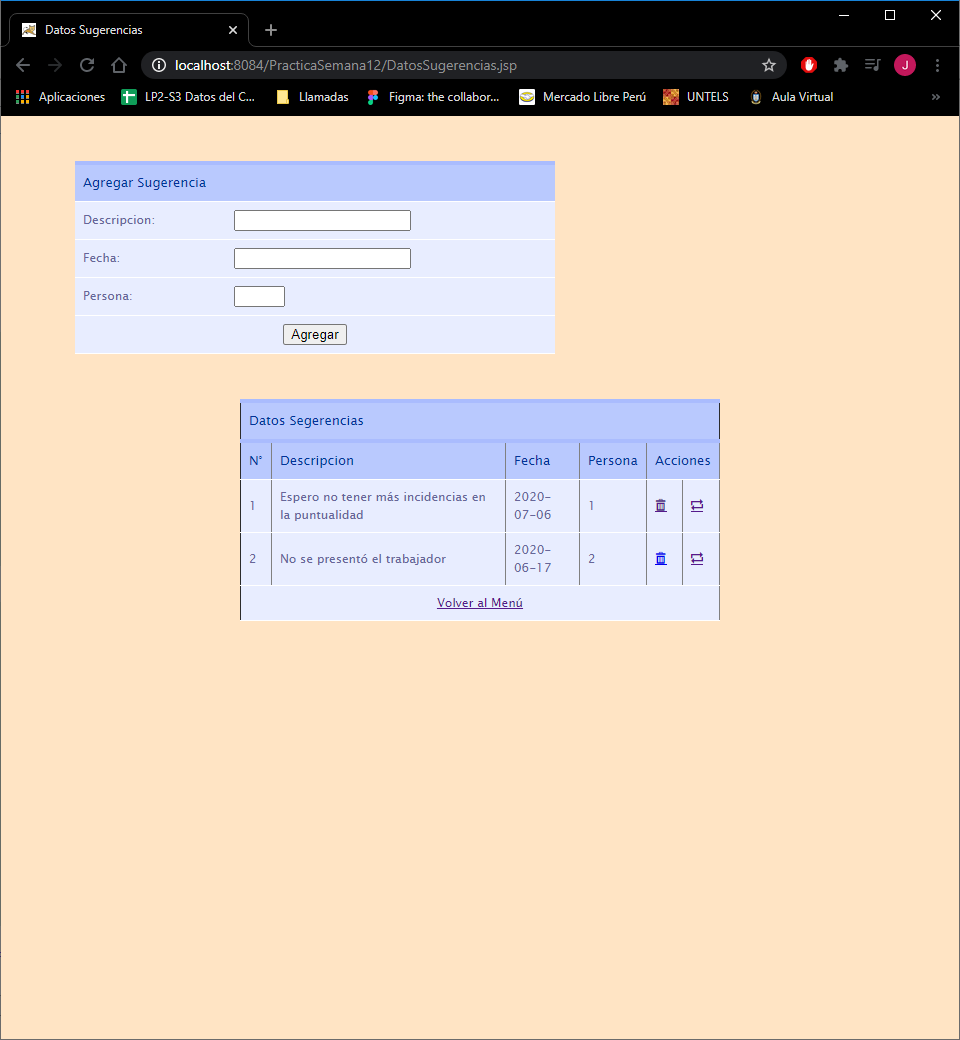 Datos Sugerencias
localhost:8084/PracticaSemana12/DatosSugerencias.jsp
J
Aplicaciones LP2-S3 Datos del C... Llamadas Figma: the collabor... Mercado Libre Perú UNTELS Aula Virtual »
Agregar Sugerencia
Descripcion:
Fecha:
Persona:
Agregar
Datos Segerencias
N° Descripcion Fecha Persona Acciones
1 Espero no tener más incidencias en 2020- 1
la puntualidad 07-06
2 No se presentó el trabajador 2020- 2
06-17
Volver al Menú